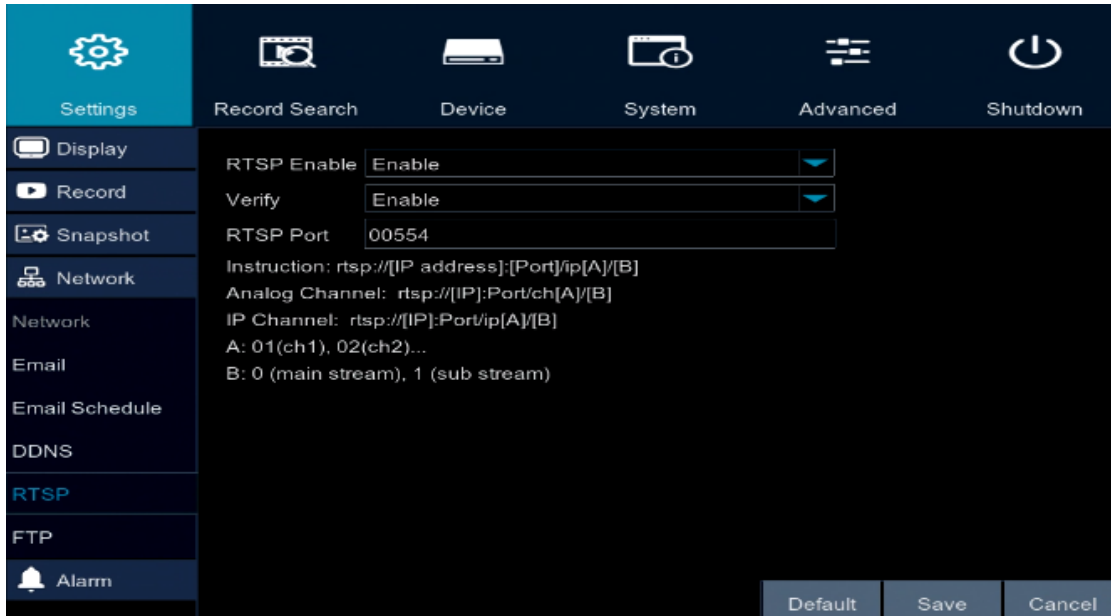 Settings
Record Search
Device
System
Advanced
Shutdown
Display
Record
Snapshot
Network
Network
Email
Email Schedule
DDNS
RTSP
FTP
Alarm
RTSP Enable Enable
Verify Enable
RTSP Port 00554
Instruction: rtsp://[IP address]:[Port]/ip[A]/[B]
Analog Channel: rtsp://[IP]:Port/ch[A]/[B]
IP Channel: rtsp://[IP]:Port/ip[A]/[B]
A: 01(ch1), 02(ch2)...
B: 0 (main stream), 1 (sub stream)
Default
Save
Cancel